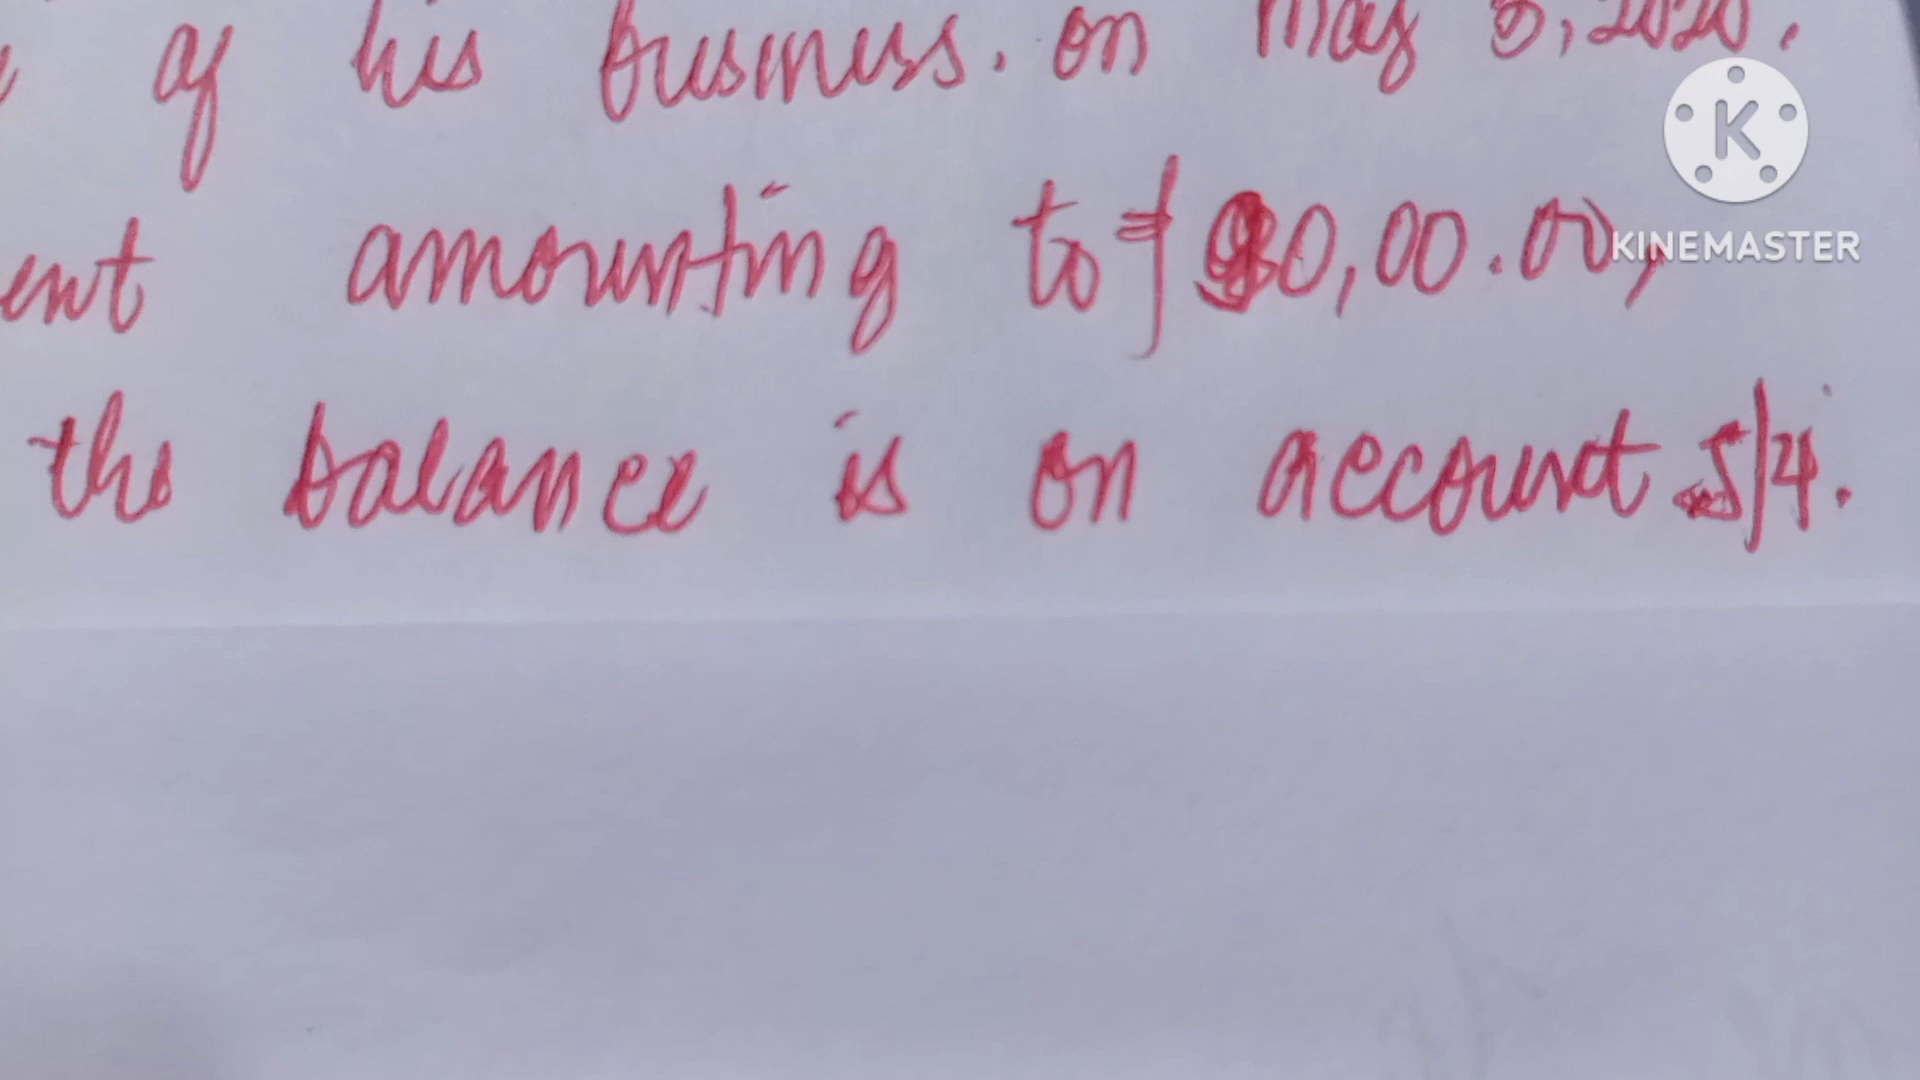 of his business. on May 5, 2020.
ent amounting to ₱ 0,00.00,
the balance is on account 5/4.
KINEMASTER